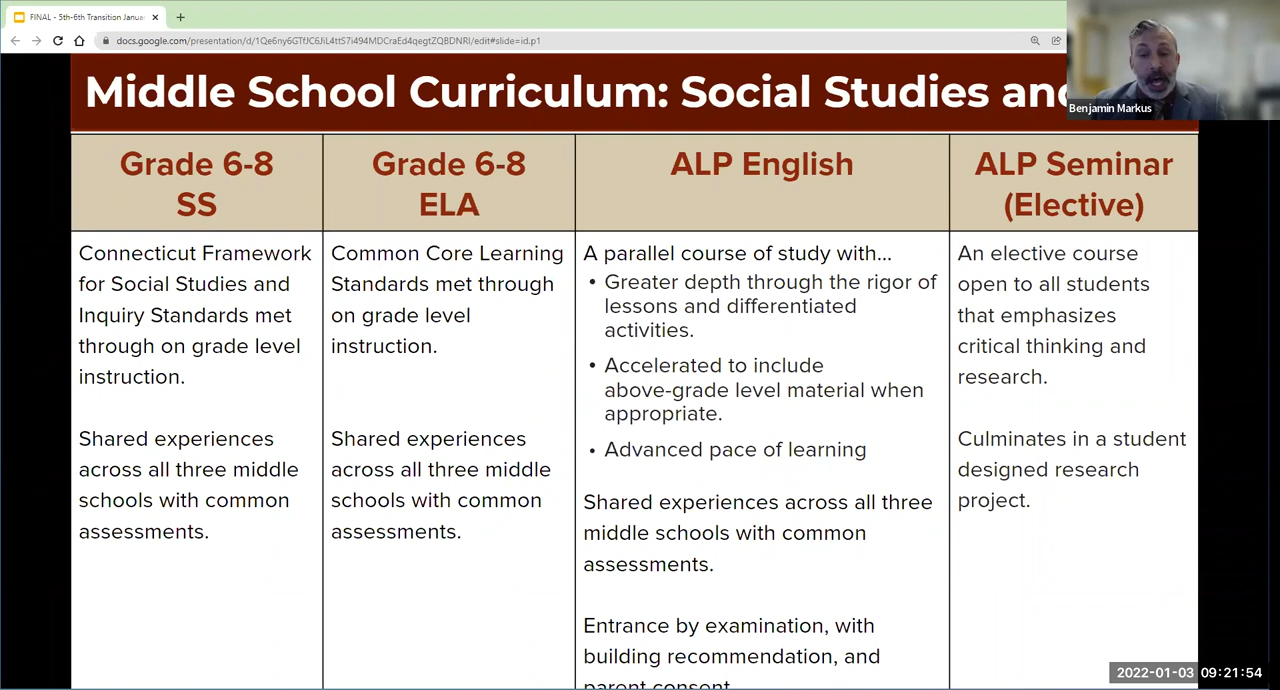 FINAL - 5th-6th Transition Janua
docs.google.com/presentation/d/1Qe6ny6GTfJC6JiL4ttS7i494MDCraEd4qegtZQBDNRI/edit#slide=id.p1
Middle School Curriculum: Social Studies and
Benjamin Markus
Grade 6-8
SS
Grade 6-8
ELA
ALP English
ALP Seminar
(Elective)
Connecticut Framework
for Social Studies and
Inquiry Standards met
through on grade level
instruction.
Shared experiences
across all three middle
schools with common
assessments.
Common Core Learning
Standards met through
on grade level
instruction.
Shared experiences
across all three middle
schools with common
assessments.
A parallel course of study with...
• Greater depth through the rigor of
lessons and differentiated
activities.
• Accelerated to include
above-grade level material when
appropriate.
• Advanced pace of learning
Shared experiences across all three
middle schools with common
assessments.
Entrance by examination, with
building recommendation, and
parent consent
An elective course
open to all students
that emphasizes
critical thinking and
research.
Culminates in a student
designed research
project.
2022-01-03 09:21:54